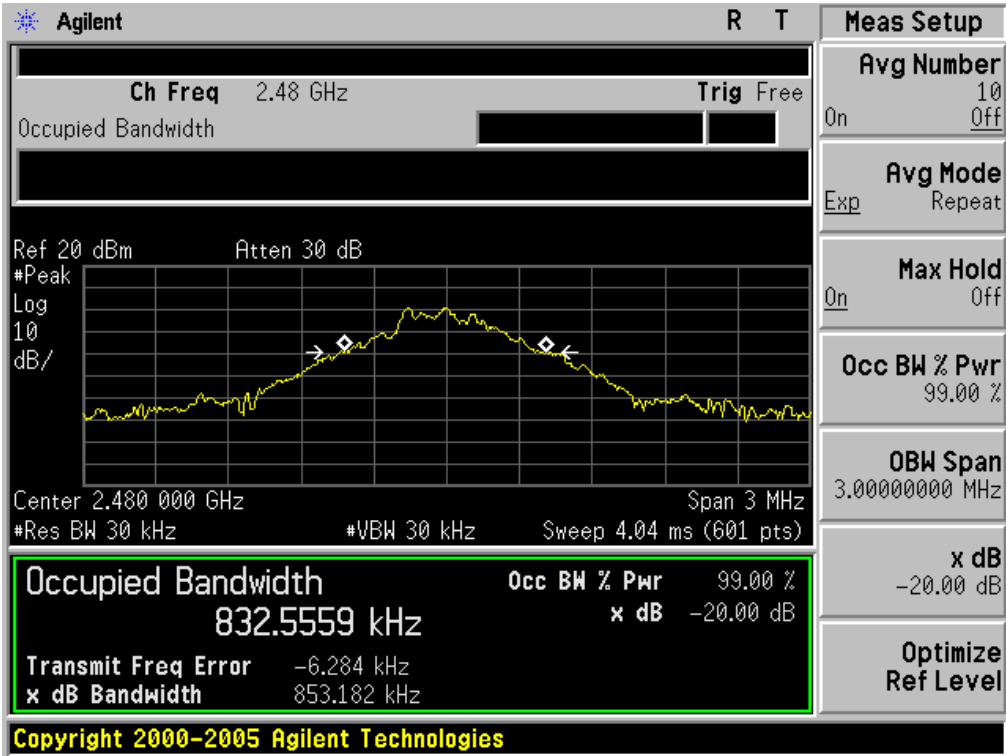 Agilent R T
Ch Freq 2.48 GHz Trig Free
Occupied Bandwidth
Ref 20 dBm Atten 30 dB
#Peak
Log
10
dB/
Center 2.480 000 GHz Span 3 MHz
#Res BW 30 kHz #VBW 30 kHz Sweep 4.04 ms (601 pts)
Occupied Bandwidth
832.5559 kHz
Occ BW % Pwr 99.00 %
x dB -20.00 dB
Transmit Freq Error -6.284 kHz
x dB Bandwidth 853.182 kHz
Copyright 2000-2005 Agilent Technologies
Meas Setup
Avg Number
10
On Off
Avg Mode
Exp Repeat
Max Hold
On Off
Occ BW % Pwr
99.00 %
OBW Span
3.00000000 MHz
x dB
-20.00 dB
Optimize
Ref Level